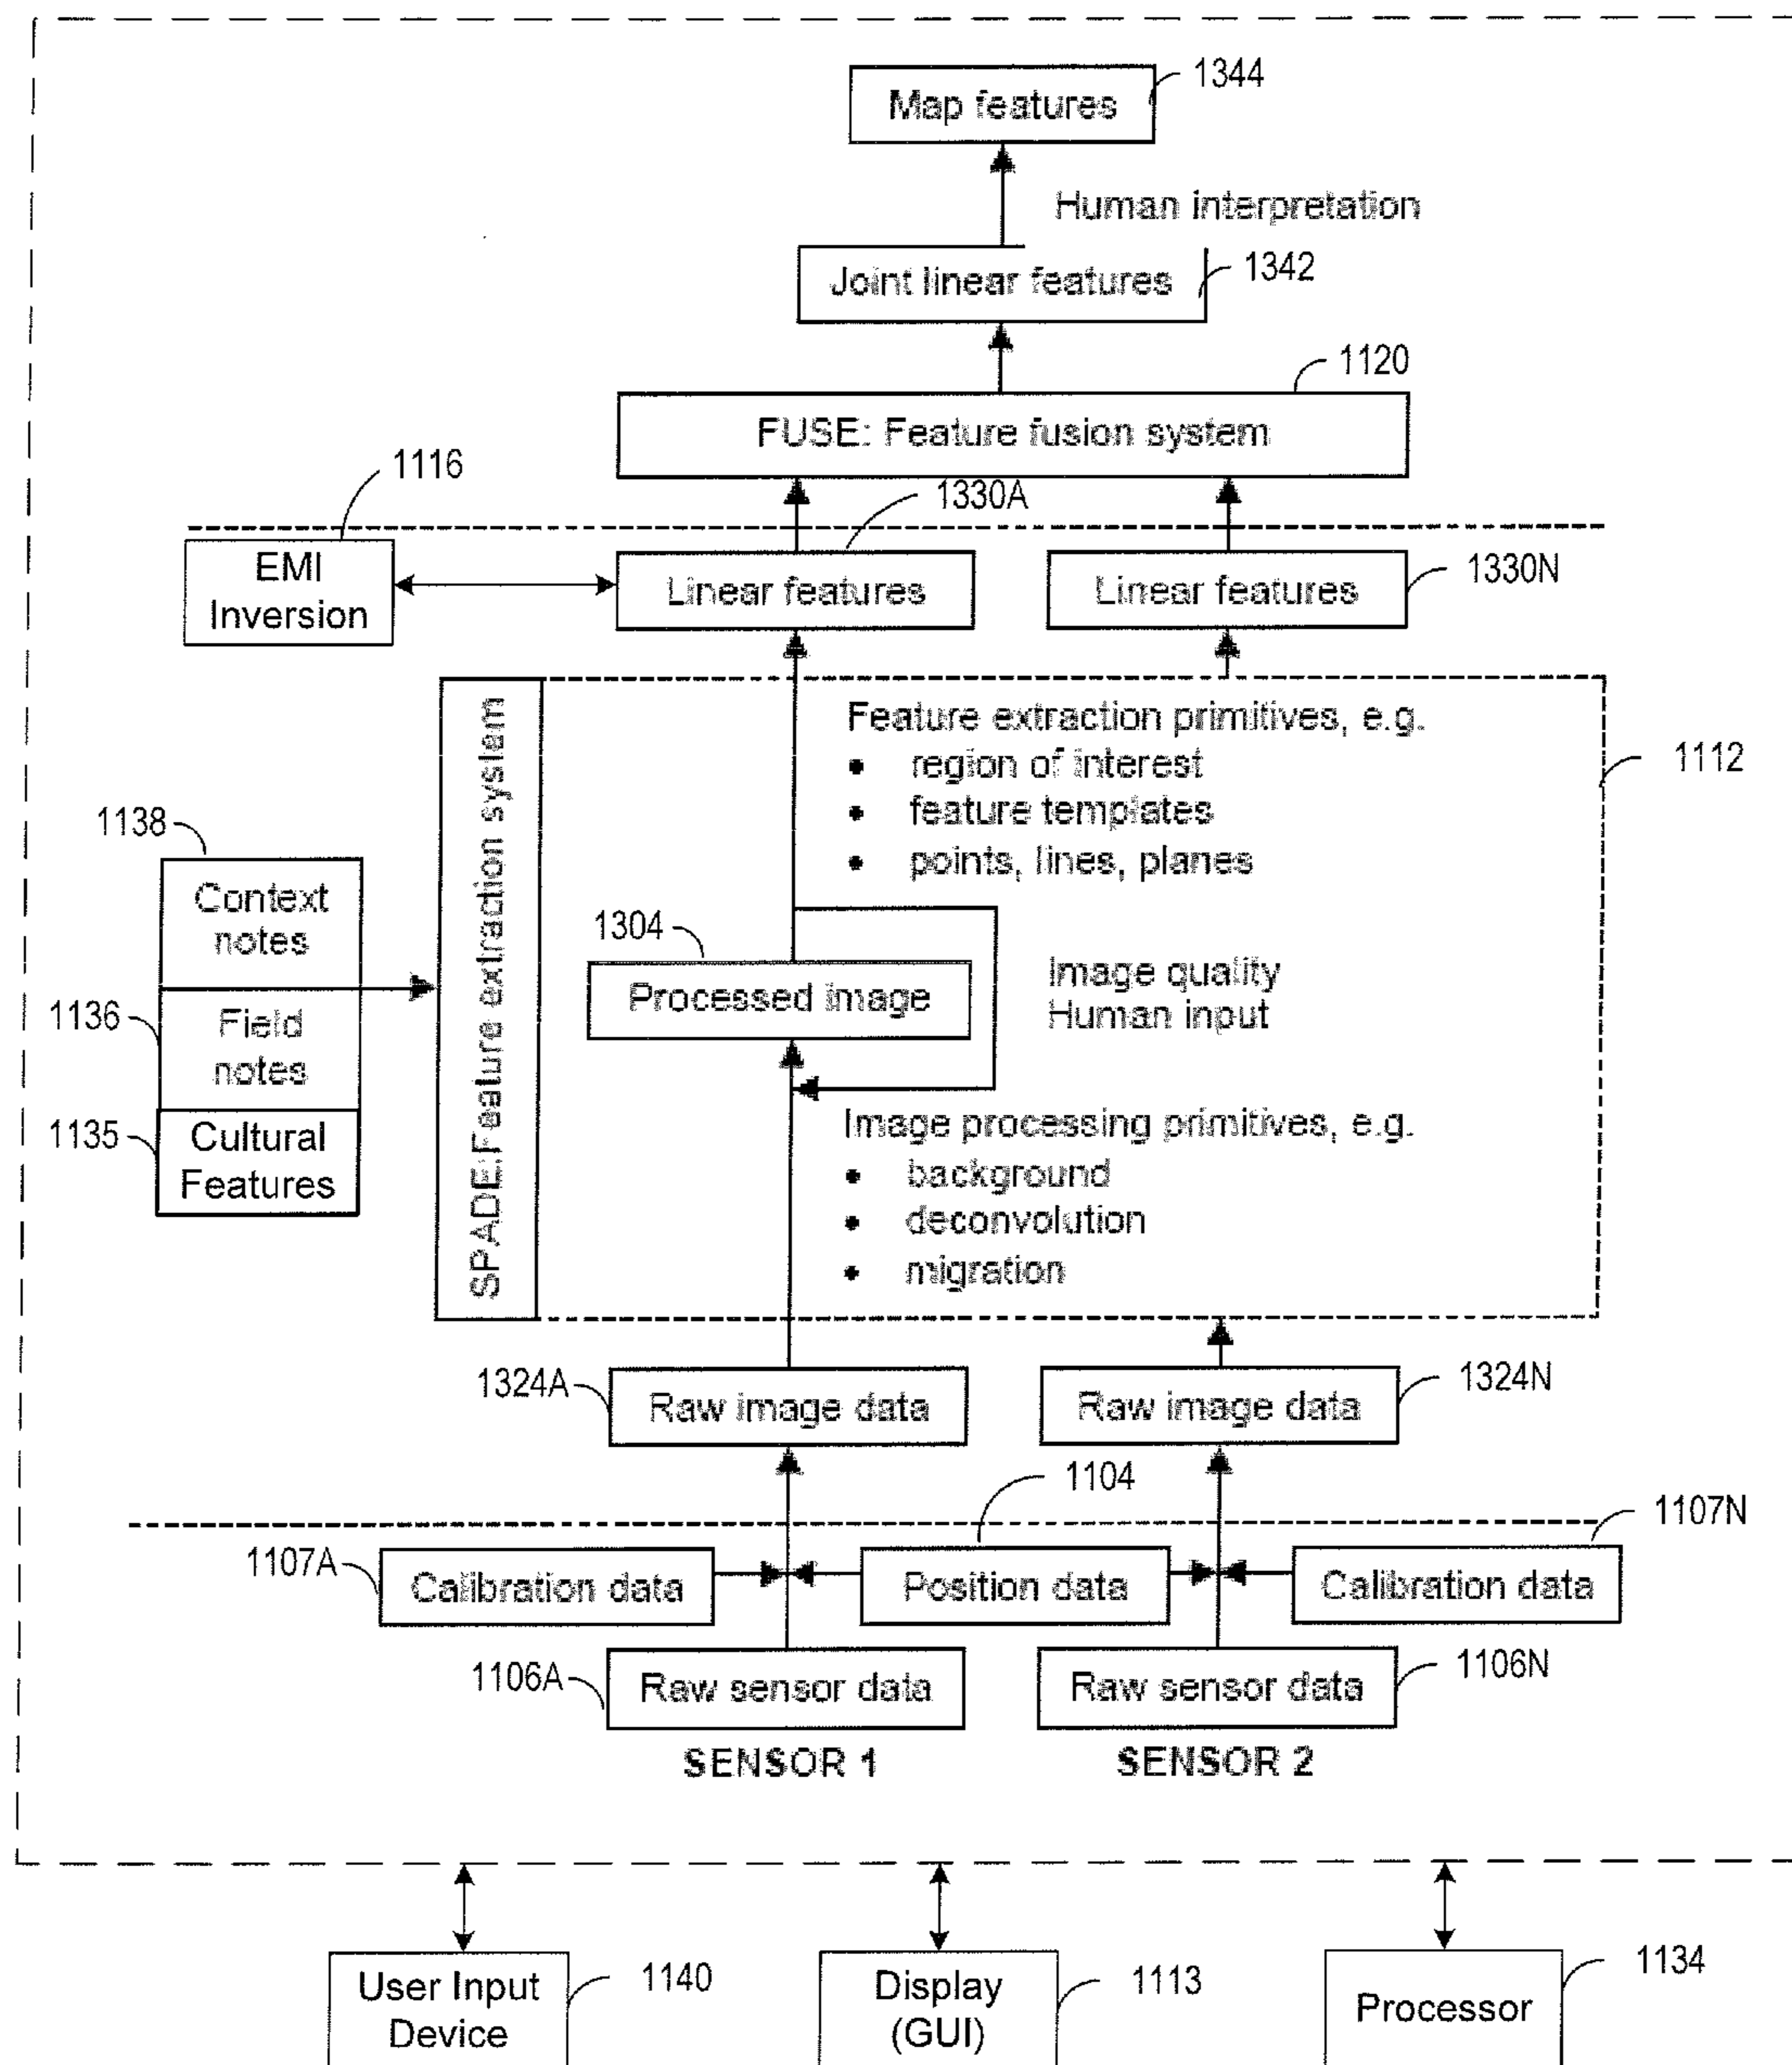 1344
Map features
Human interpretation
Joint linear features
1342
1120
FUSE: Feature fusion system
1116
1330A
EMI
Inversion
Linear features
Linear features
1330N
SPADE:Feature extraction system
Feature extraction primitives, e.g.
• region of interest
• feature templates
• points, lines, planes
1112
1138
Context
notes
1136
Field
notes
1135
Cultural
Features
1304
Processed image
Image quality
Human input
Image processing primitives, e.g.
• background
• deconvolution
• migration
1324A
Raw image data
Raw image data
1324N
1104
1107N
1107A
Calibration data
Position data
Calibration data
1106A
Raw sensor data
Raw sensor data
1106N
SENSOR 1
SENSOR 2
User Input
Device
1140
Display
(GUI)
1113
Processor
1134